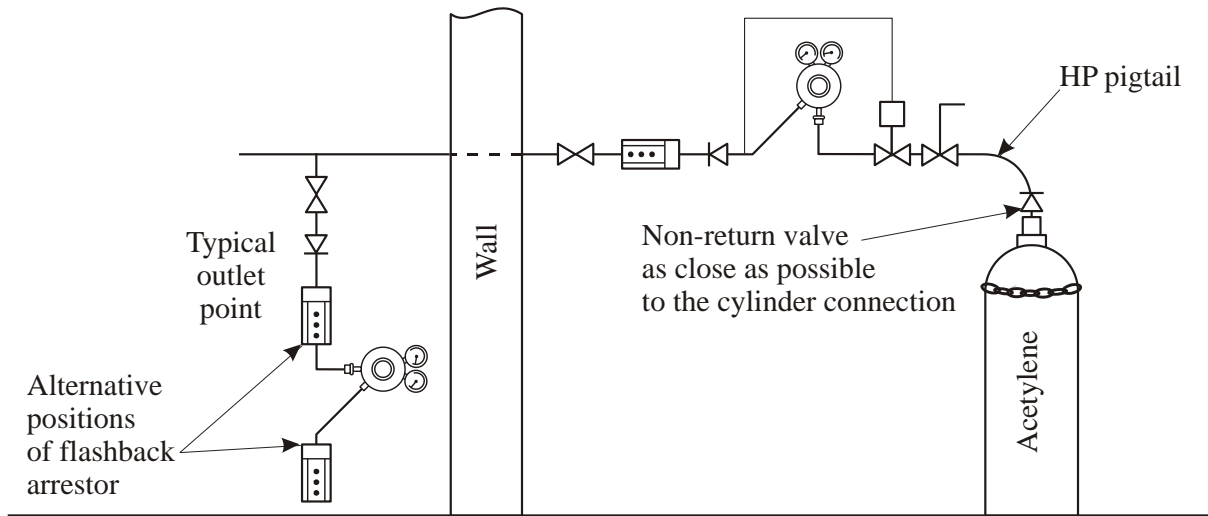 HP pigtail
Non-return valve
as close as possible
to the cylinder connection
Typical
outlet
point
Wall
Alternative
positions
of flashback
arrestor
Acetylene